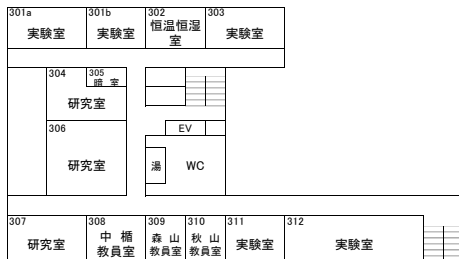 301a 301b 302 303
実験室 実験室 恒温恒湿室 実験室
304 305
暗 室
研究室
306
EV
研究室 湯 WC
307 308 309 310 311 312
研究室 中 楯 教員室 森 山 教員室 秋 山 教員室 実験室 実験室